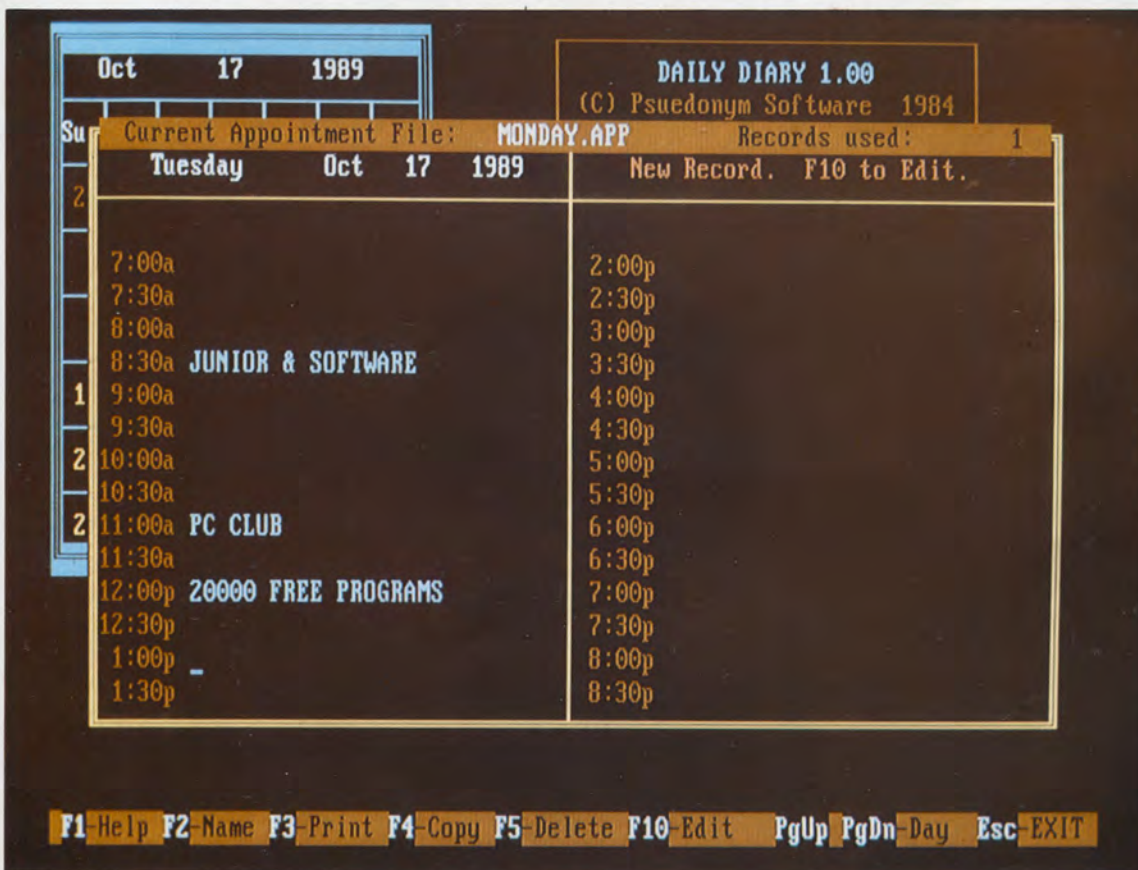 Oct 17 1989
DAILY DIARY 1.00
(C) Psuedonym Software 1984
Su
Current Appointment File: MONDAY.APP Records used: 1
Tuesday Oct 17 1989
New Record. F10 to Edit.
2
1
2
2
7:00a
7:30a
8:00a
8:30a JUNIOR & SOFTWARE
9:00a
9:30a
10:00a
10:30a
11:00a PC CLUB
11:30a
12:00p 20000 FREE PROGRAMS
12:30p
1:00p _
1:30p
2:00p
2:30p
3:00p
3:30p
4:00p
4:30p
5:00p
5:30p
6:00p
6:30p
7:00p
7:30p
8:00p
8:30p
F1-Help F2-Name F3-Print F4-Copy F5-Delete F10-Edit PgUp PgDn-Day Esc-EXIT